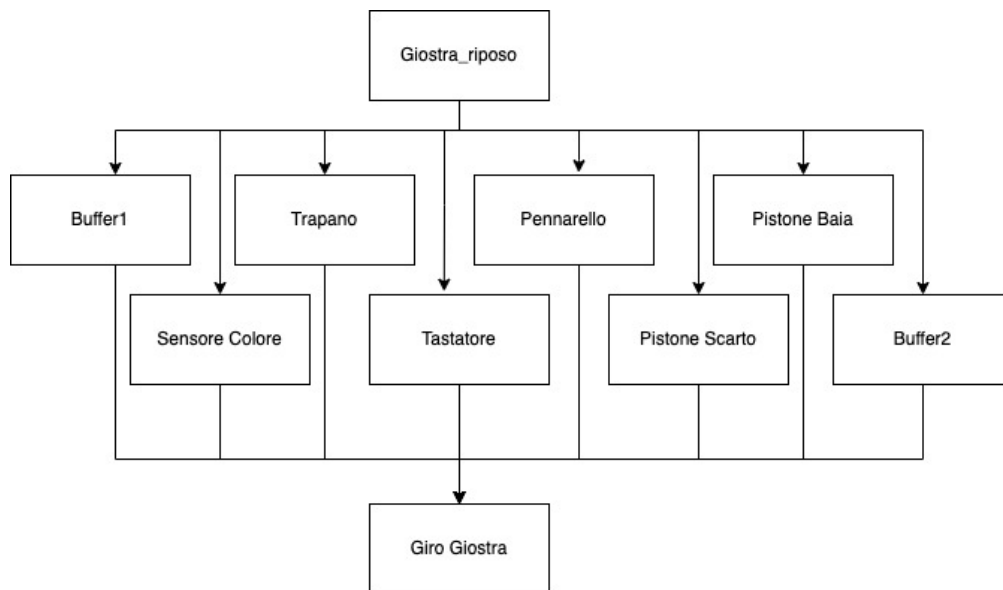 Giostra_riposo
Buffer1
Trapano
Pennarello
Pistone Baia
Sensore Colore
Tastatore
Pistone Scarto
Buffer2
Giro Giostra